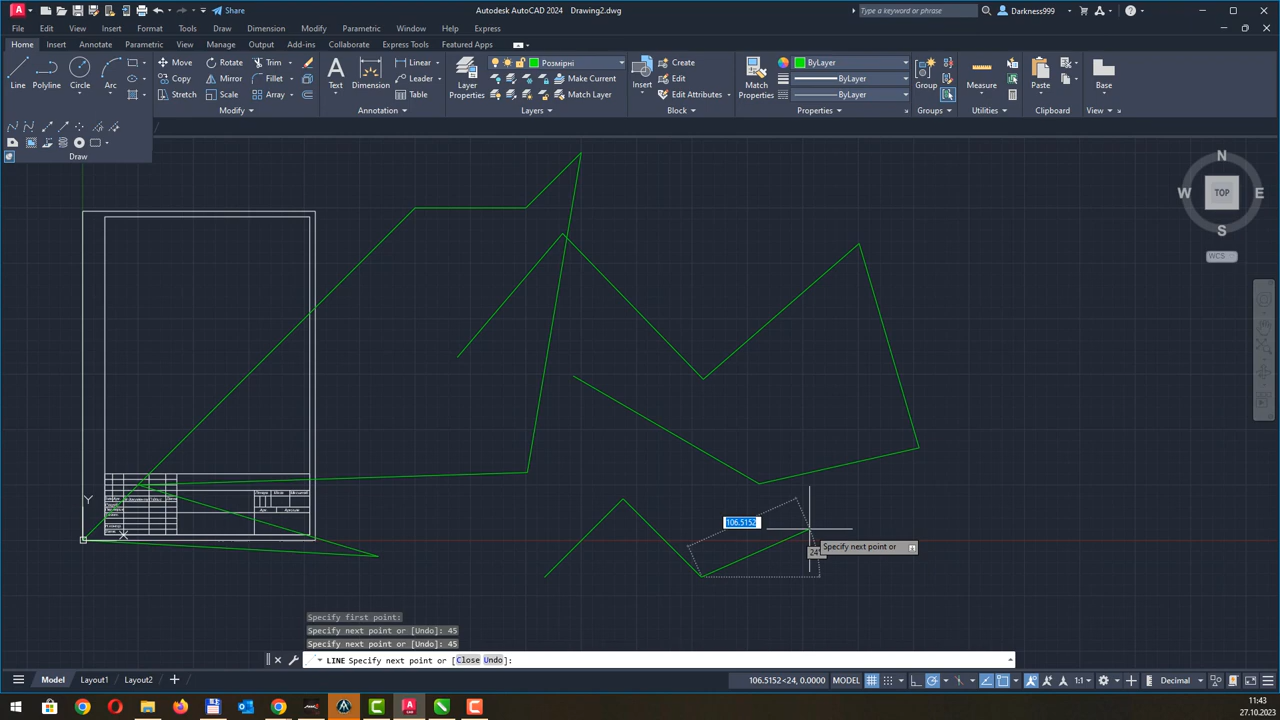 Autodesk AutoCAD 2024 Drawing2.dwg
Share
Type a keyword or phrase
Darkness999
File Edit View Insert Format Tools Draw Dimension Modify Parametric Window Help Express
Home Insert Annotate Parametric View Manage Output Add-ins Collaborate Express Tools Featured Apps
Line Polyline Circle Arc
Move Rotate Trim
Copy Mirror Fillet
Stretch Scale Array
Text Dimension
Linear
Leader
Table
Layer Properties
Розмірні
Make Current
Match Layer
Insert
Create
Edit
Edit Attributes
Match Properties
ByLayer
ByLayer
ByLayer
Group
Measure
Paste
Base
Modify Annotation Layers Block Properties Groups Utilities Clipboard View
Draw
N
W TOP E
S
WCS
Y
X
106.5152
24
Specify next point or
Specify first point:
Specify next point or [Undo]: 45
Specify next point or [Undo]: 45
LINE Specify next point or [Close Undo]:
Model Layout1 Layout2 +
106.5152<24, 0.0000 MODEL
1:1
Decimal
11:43
27.10.2023